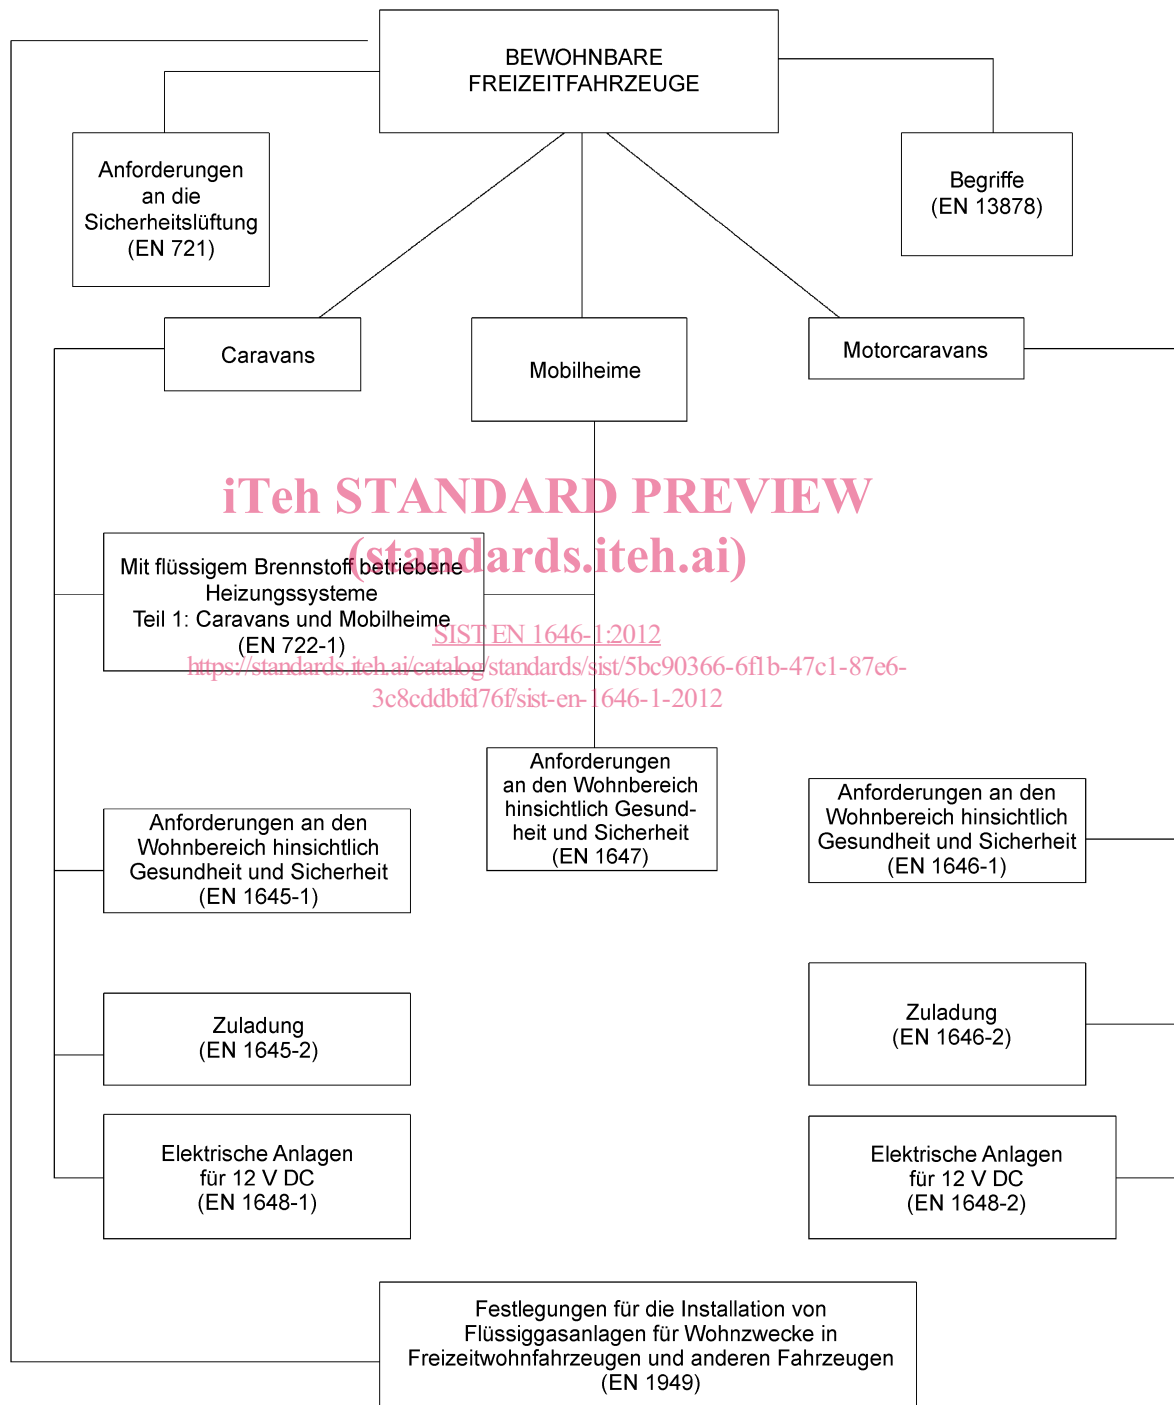 BEWOHNBARE
FREIZEITFAHRZEUGE
Anforderungen
an die
Sicherheitslüftung
(EN 721)
Begriffe
(EN 13878)
Caravans
Mobilheime
Motorcaravans
iTeh STANDARD PREVIEW
(standards.iteh.ai)
Mit flüssigem Brennstoff betriebene
Heizungssysteme
Teil 1: Caravans und Mobilheime
(EN 722-1)
SIST EN 1646-1:2012
https://standards.iteh.ai/catalog/standards/sist/5bc90366-6f1b-47c1-87e6-
3c8cddbfd76f/sist-en-1646-1-2012
Anforderungen
an den Wohnbereich
hinsichtlich Gesund-
heit und Sicherheit
(EN 1647)
Anforderungen an den
Wohnbereich hinsichtlich
Gesundheit und Sicherheit
(EN 1646-1)
Anforderungen an den
Wohnbereich hinsichtlich
Gesundheit und Sicherheit
(EN 1645-1)
Zuladung
(EN 1645-2)
Zuladung
(EN 1646-2)
Elektrische Anlagen
für 12 V DC
(EN 1648-1)
Elektrische Anlagen
für 12 V DC
(EN 1648-2)
Festlegungen für die Installation von
Flüssiggasanlagen für Wohnzwecke in
Freizeitwohnfahrzeugen und anderen Fahrzeugen
(EN 1949)